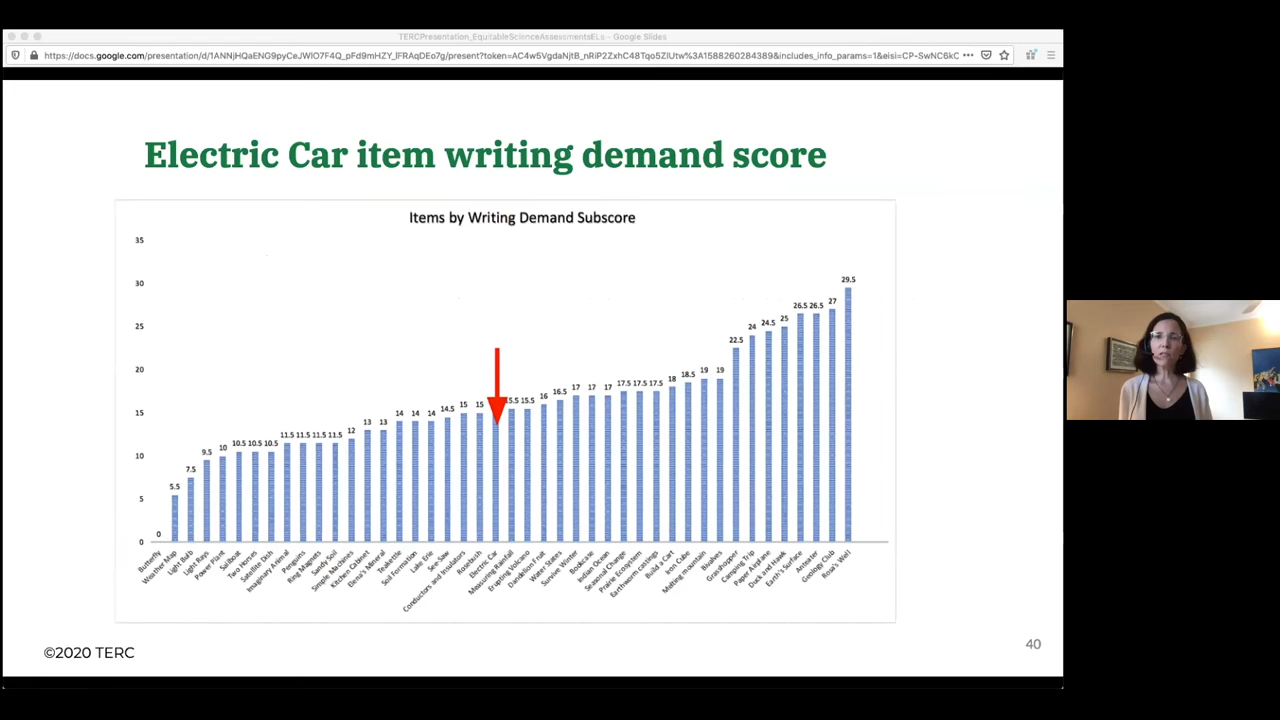 TERCPresentation_EquitableScienceAssessmentsELs – Google Slides
Electric Car item writing demand score
Items by Writing Demand Subscore
35
30
25
20
15
10
5
0
0
5.5
7.5
9.5
10
10.5
10.5
10.5
11.5
11.5
11.5
11.5
12
13
13
14
14
14
14.5
15
15
15.5
15.5
16
16.5
17
17
17
17.5
17.5
17.5
18
18.5
19
19
22.5
24
24.5
25
26.5
26.5
27
29.5
Butterfly
Weather Map
Light Bulb
Light Rays
Power Plant
Sailboat
Two Horses
Satellite Dish
Imaginary Animal
Penguins
Ring Magnets
Sandy Soil
Simple Machines
Kitchen Cabinet
Elena's Mineral
Teakettle
Soil Formation
Lake Erie
See-Saw
Conductors and Insulators
Rosebush
Electric Car
Measuring Rainfall
Erupting Volcano
Dandelion Fruit
Water States
Survive Winter
Bookcase
Indian Ocean
Seasonal Change
Prairie Ecosystem
Earthworm castings
Build a Cart
Iron Cube
Melting mountain
Bivalves
Grasshopper
Camping Trip
Paper Airplane
Duck and Hawk
Earth's Surface
Anteater
Geology Club
Rosa's Well
©2020 TERC
40